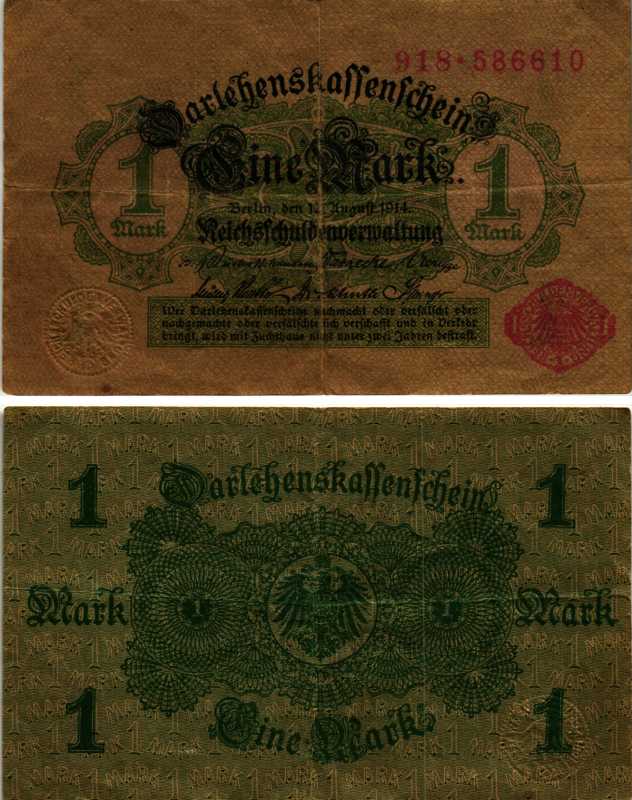 918·586610
Darlehenskassenschein
Eine Mark
1
Mark
1
Mark
Berlin, den 12. August 1914.
Reichsschuldenverwaltung
Wer Darlehenskassenscheine nachmacht oder verfälscht oder
nachgemachte oder verfälschte sich verschafft und in Verkehr
bringt, wird mit Zuchthaus nicht unter zwei Jahren bestraft.
1
Darlehenskassenschein
1
Mark
1
1
Mark
1
Eine Mark
1